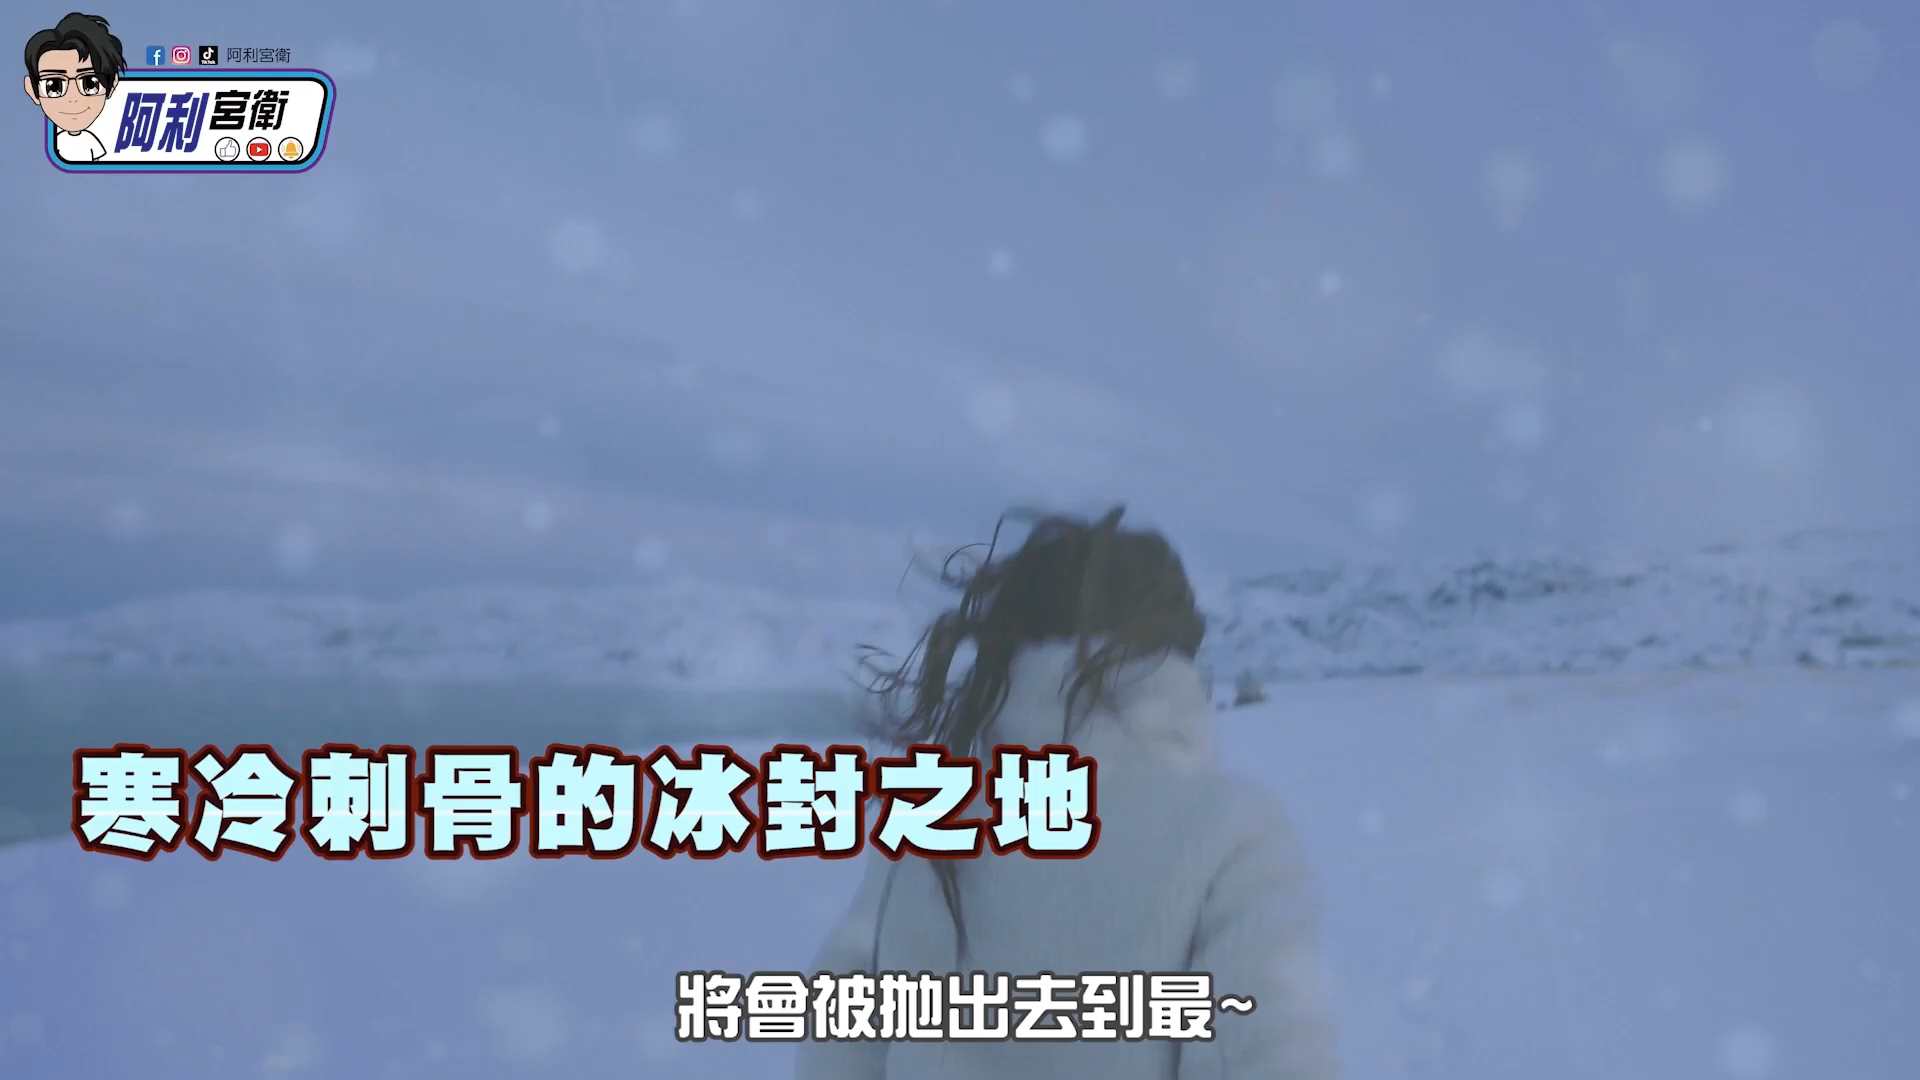 阿利宮衛
阿利宮衛
寒冷刺骨的冰封之地
將會被拋出去到最~